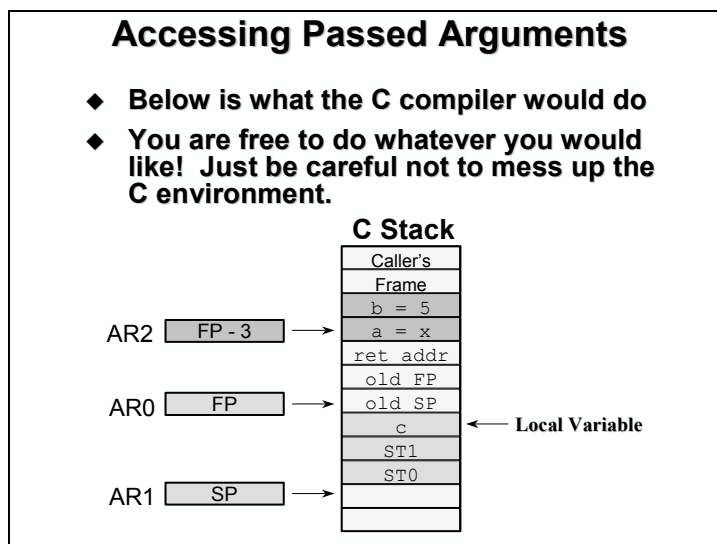 Accessing Passed Arguments
◆ Below is what the C compiler would do
◆ You are free to do whatever you would
like! Just be careful not to mess up the
C environment.
C Stack
Caller's
Frame
b = 5
AR2 FP - 3 a = x
ret addr
old FP
AR0 FP old SP
c Local Variable
ST1
ST0
AR1 SP